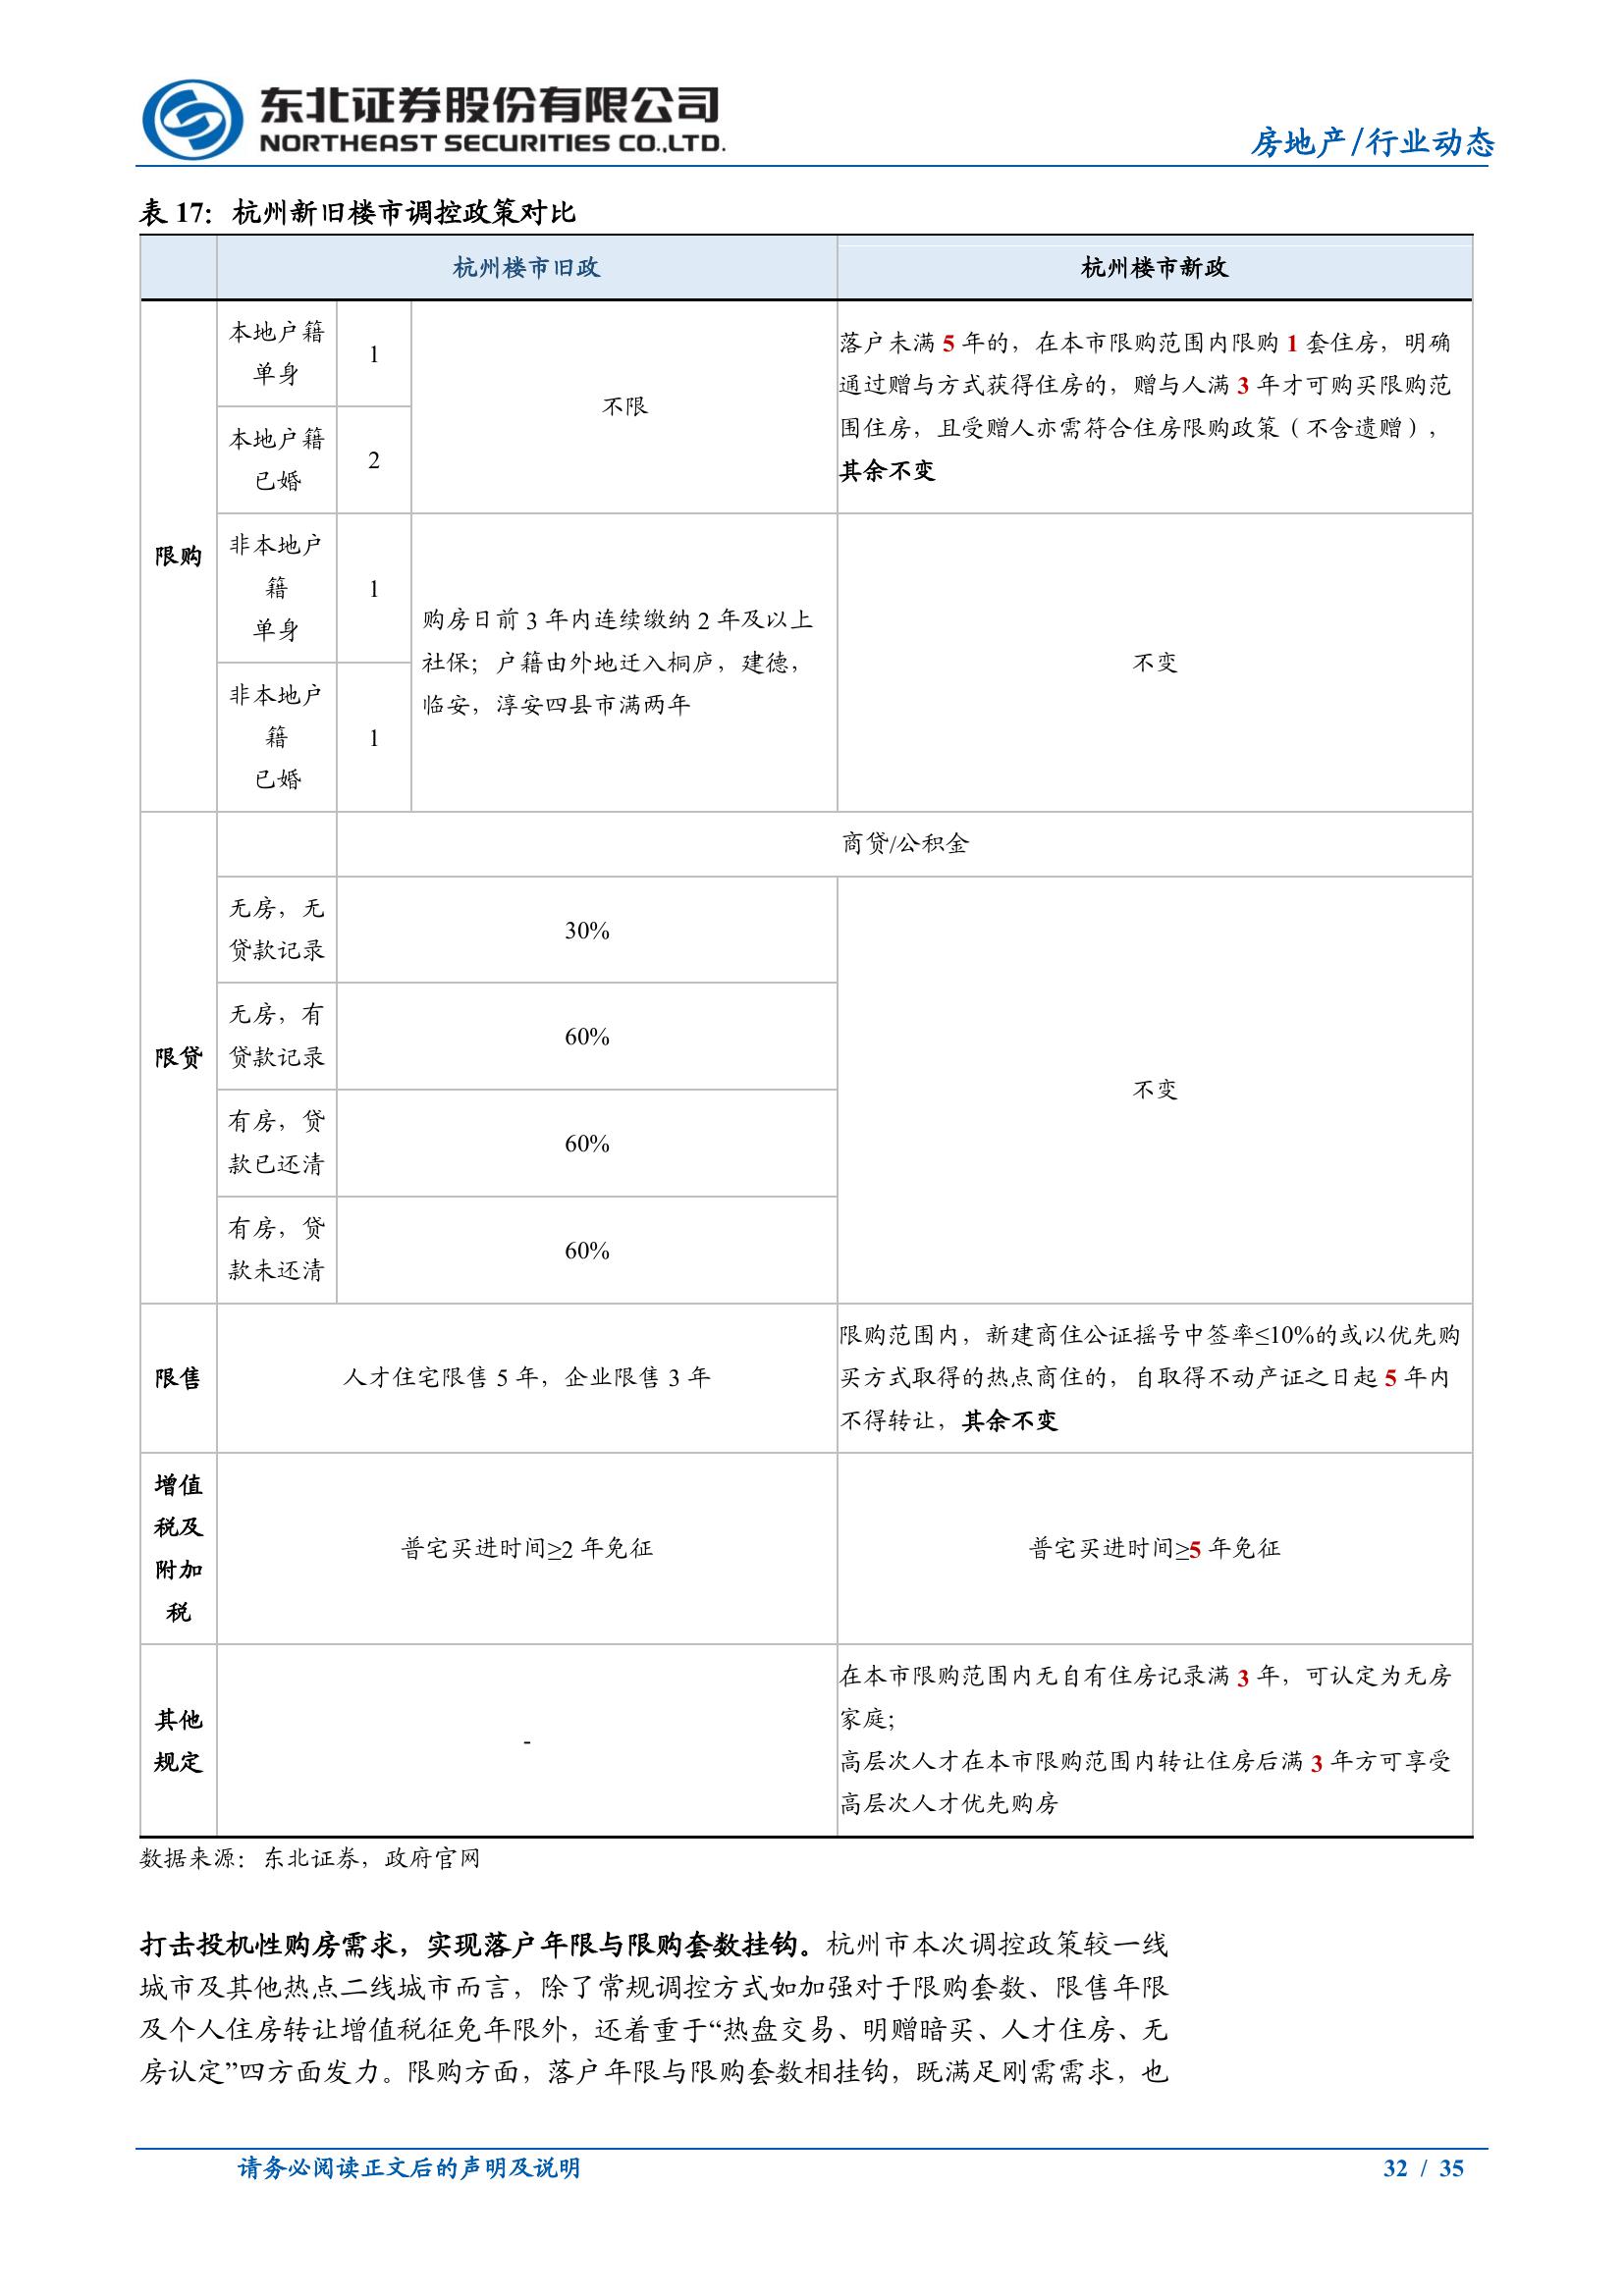 东北证券股份有限公司
NORTHEAST SECURITIES CO.,LTD.
房地产/行业动态
表 17：杭州新旧楼市调控政策对比
杭州楼市旧政
杭州楼市新政
限购
本地户籍
单身
1
不限
落户未满 5 年的，在本市限购范围内限购 1 套住房，明确
通过赠与方式获得住房的，赠与人满 3 年才可购买限购范
围住房，且受赠人亦需符合住房限购政策（不含遗赠），
其余不变
本地户籍
已婚
2
非本地户
籍
单身
1
购房日前 3 年内连续缴纳 2 年及以上
社保；户籍由外地迁入桐庐，建德，
临安，淳安四县市满两年
不变
非本地户
籍
已婚
1
限贷
商贷/公积金
无房，无
贷款记录
30%
不变
无房，有
贷款记录
60%
有房，贷
款已还清
60%
有房，贷
款未还清
60%
限售
人才住宅限售 5 年，企业限售 3 年
限购范围内，新建商住公证摇号中签率≤10%的或以优先购
买方式取得的热点商住的，自取得不动产证之日起 5 年内
不得转让，其余不变
增值
税及
附加
税
普宅买进时间≥2 年免征
普宅买进时间≥5 年免征
其他
规定
-
在本市限购范围内无自有住房记录满 3 年，可认定为无房
家庭；
高层次人才在本市限购范围内转让住房后满 3 年方可享受
高层次人才优先购房
数据来源：东北证券，政府官网
打击投机性购房需求，实现落户年限与限购套数挂钩。杭州市本次调控政策较一线
城市及其他热点二线城市而言，除了常规调控方式如加强对于限购套数、限售年限
及个人住房转让增值税征免年限外，还着重于“热盘交易、明赠暗买、人才住房、无
房认定”四方面发力。限购方面，落户年限与限购套数相挂钩，既满足刚需需求，也
请务必阅读正文后的声明及说明
32 / 35